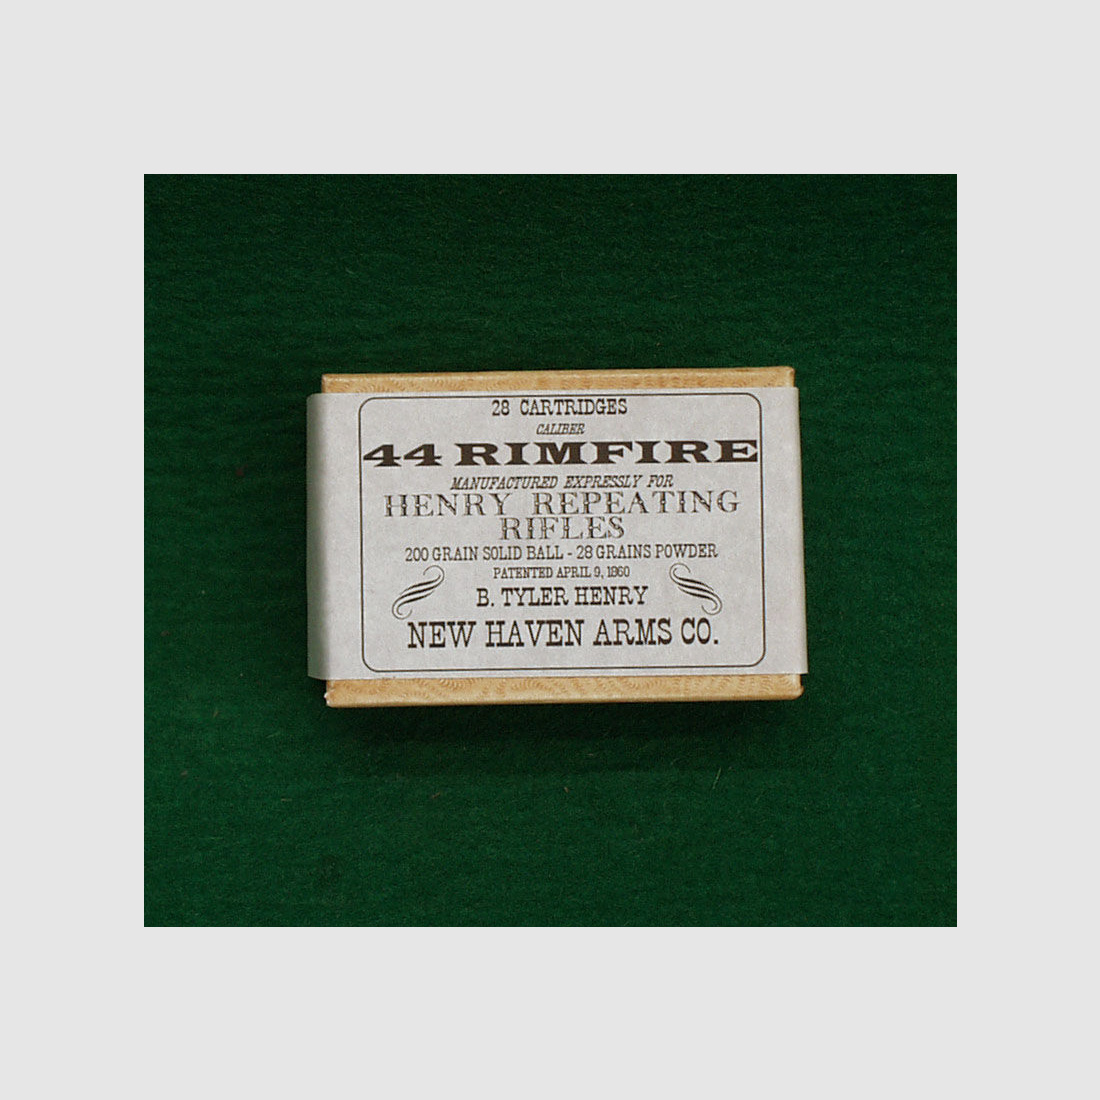 28 CARTRIDGES
CALIBER
44 RIMFIRE
MANUFACTURED EXPRESSLY FOR
HENRY REPEATING
RIFLES
200 GRAIN SOLID BALL - 28 GRAINS POWDER
PATENTED APRIL 9, 1860
B. TYLER HENRY
NEW HAVEN ARMS CO.